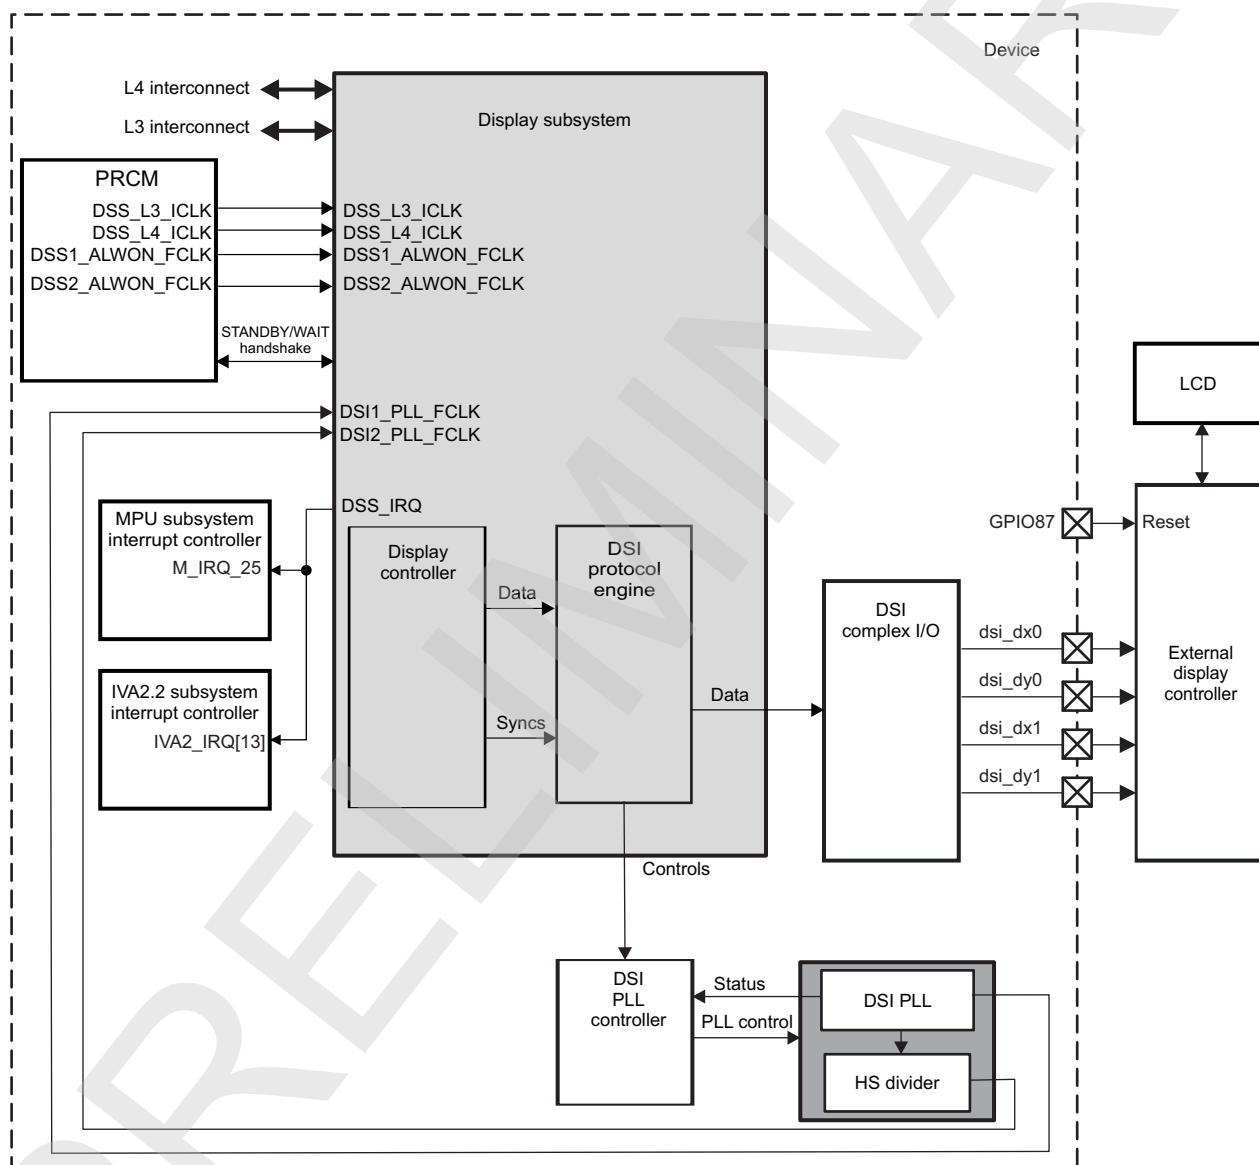 Device
L4 interconnect
L3 interconnect
Display subsystem
PRCM
DSS_L3_ICLK
DSS_L4_ICLK
DSS1_ALWON_FCLK
DSS2_ALWON_FCLK
DSS_L3_ICLK
DSS_L4_ICLK
DSS1_ALWON_FCLK
DSS2_ALWON_FCLK
STANDBY/WAIT
handshake
DSI1_PLL_FCLK
DSI2_PLL_FCLK
LCD
DSS_IRQ
MPU subsystem
interrupt controller
M_IRQ_25
IVA2.2 subsystem
interrupt controller
IVA2_IRQ[13]
Display
controller
Data
Syncs
DSI
protocol
engine
Data
DSI
complex I/O
GPIO87
Reset
dsi_dx0
dsi_dy0
dsi_dx1
dsi_dy1
External
display
controller
Controls
DSI
PLL
controller
Status
PLL control
DSI PLL
HS divider
PRELIMINAR